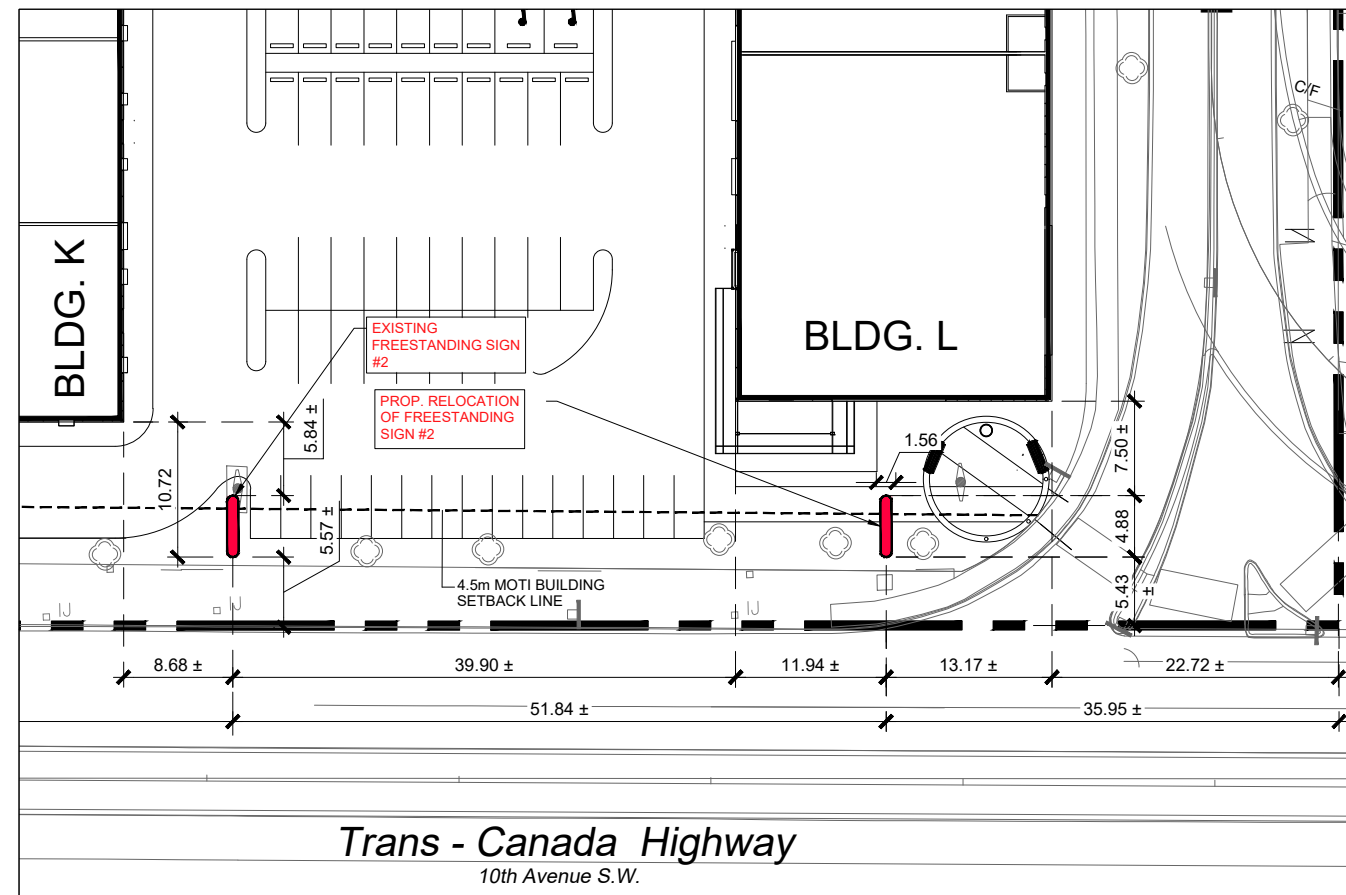 C/F
BLDG. K
BLDG. L
EXISTING
FREESTANDING SIGN
#2
PROP. RELOCATION
OF FREESTANDING
SIGN #2
5.84 ±
10.72
5.57 ±
1.56
7.50 ±
4.88
5.43 ±
4.5m MOTI BUILDING
SETBACK LINE
8.68 ±
39.90 ±
11.94 ±
13.17 ±
22.72 ±
51.84 ±
35.95 ±
Trans - Canada Highway
10th Avenue S.W.